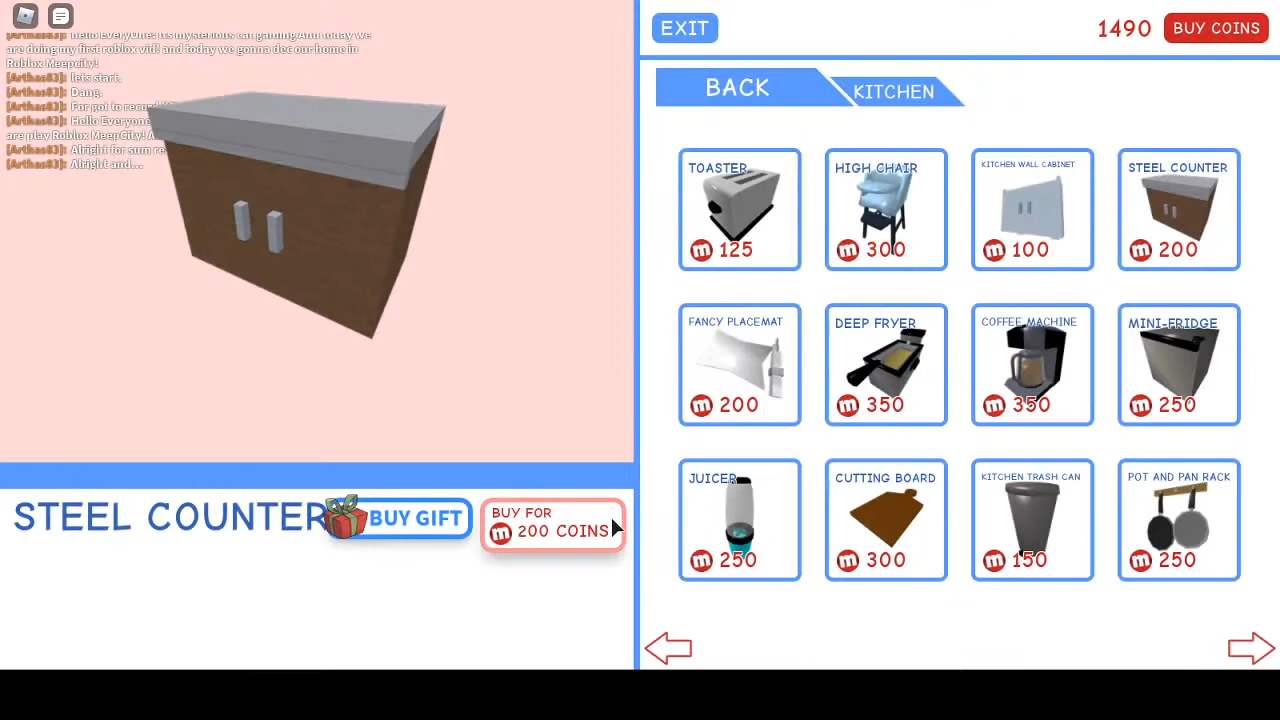 [Arthas83]: Hello EveryOne! Its mysterious cat gaming And today we
are doing my first roblox vid! and today we gonna dec our home in
Roblox Meepcity!
[Arthas83]: lets start.
[Arthas83]: Dang.
[Arthas83]: For got to recor
[Arthas83]: Hello Everyone
are play Roblox MeepCity! A
[Arthas83]: Alright for sum re
[Arthas83]: Alright and...
EXIT
1490
BUY COINS
BACK
KITCHEN
TOASTER
m 125
HIGH CHAIR
m 300
KITCHEN WALL CABINET
m 100
STEEL COUNTER
m 200
FANCY PLACEMAT
m 200
DEEP FRYER
m 350
COFFEE MACHINE
m 350
MINI-FRIDGE
m 250
JUICER
m 250
CUTTING BOARD
m 300
KITCHEN TRASH CAN
m 150
POT AND PAN RACK
m 250
STEEL COUNTER
BUY GIFT
BUY FOR
m 200 COINS